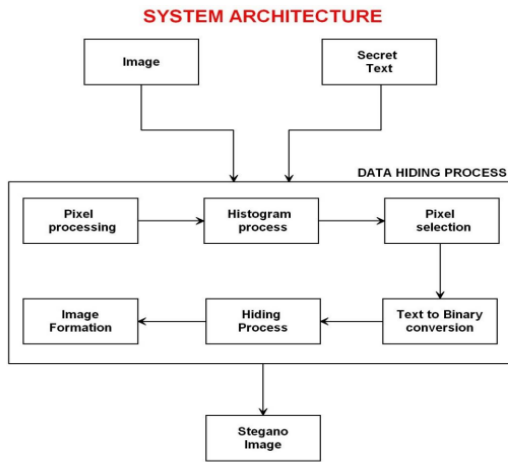 SYSTEM ARCHITECTURE
Image
Secret
Text
DATA HIDING PROCESS
Pixel
processing
Histogram
process
Pixel
selection
Image
Formation
Hiding
Process
Text to Binary
conversion
Stegano
Image